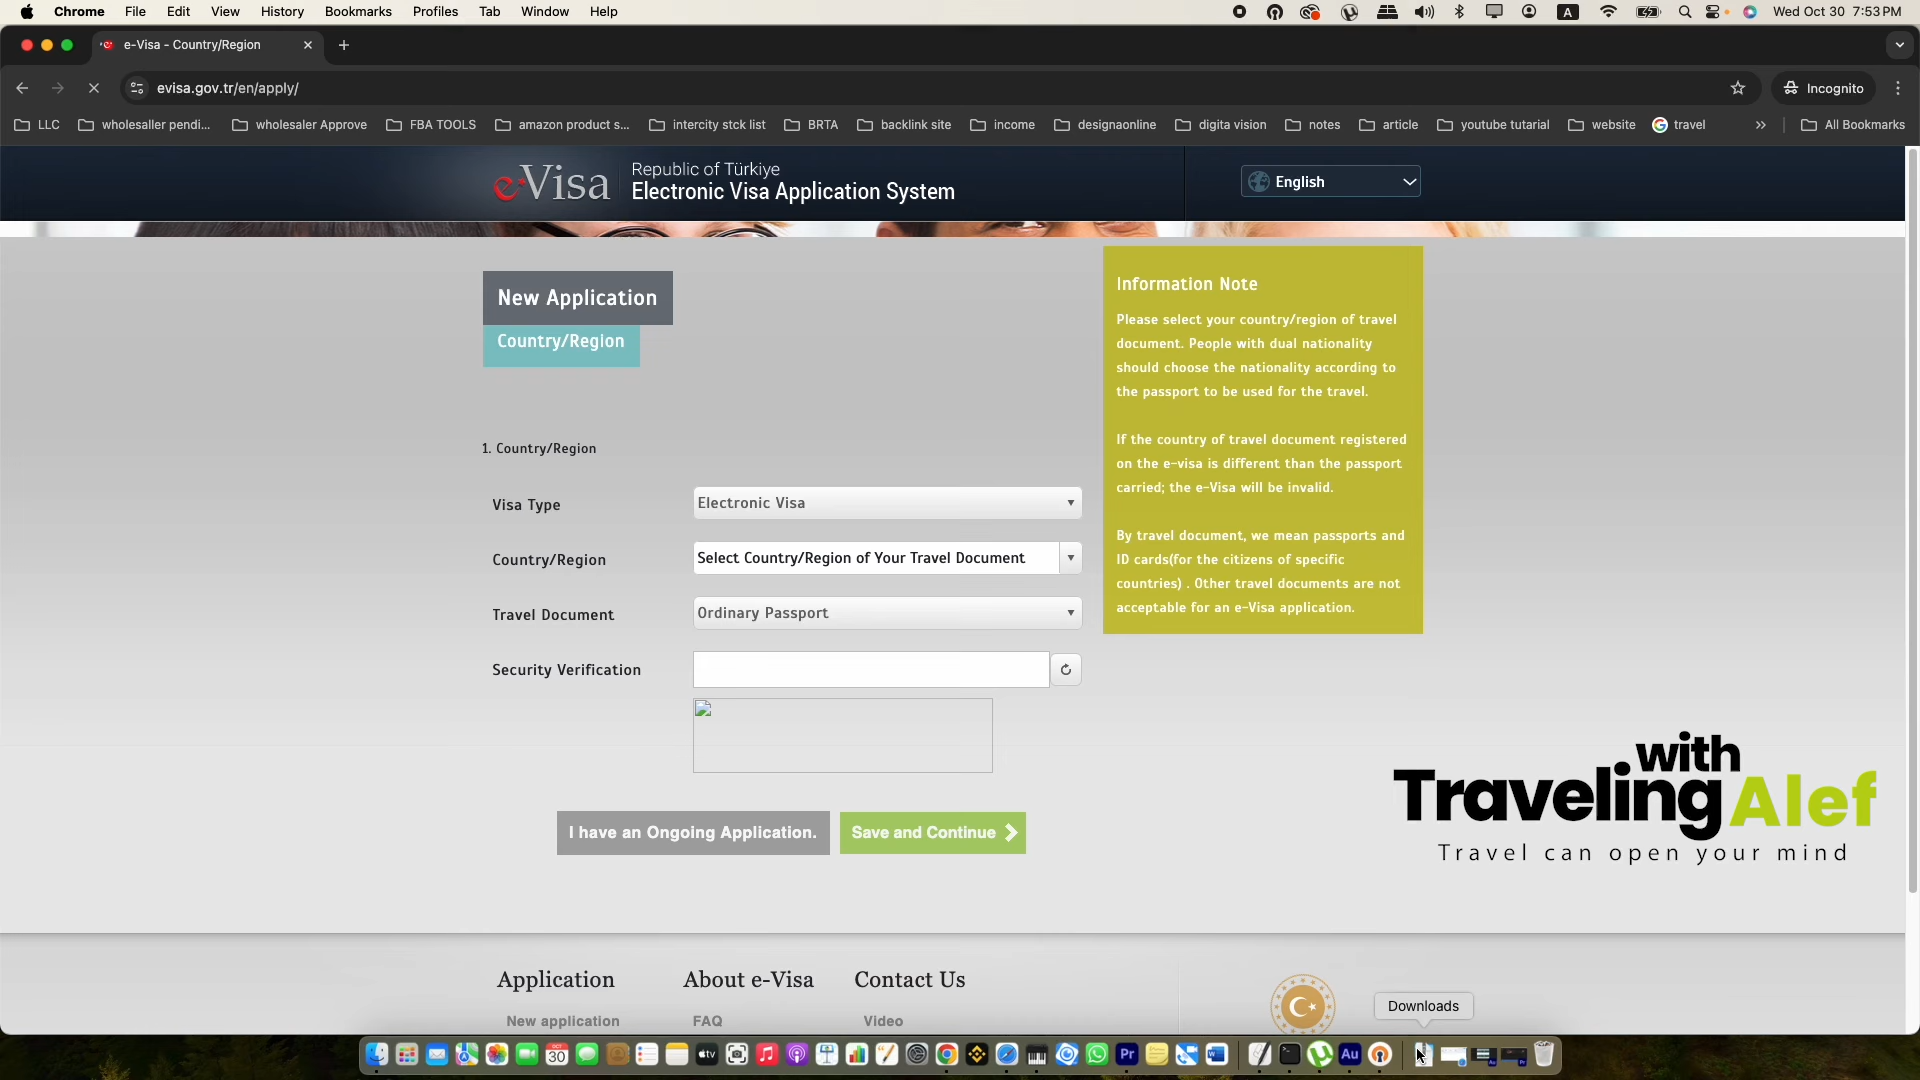 Chrome File Edit View History Bookmarks Profiles Tab Window Help
A
Wed Oct 30 7:53 PM
e-Visa - Country/Region
evisa.gov.tr/en/apply/
Incognito
LLC wholesaller pendi... wholesaler Approve FBA TOOLS amazon product s... intercity stck list BRTA backlink site income designaonline digita vision notes article youtube tutarial website travel » All Bookmarks
e-Visa
Republic of Türkiye
Electronic Visa Application System
English
New Application
Country/Region
1. Country/Region
Visa Type
Electronic Visa
Country/Region
Select Country/Region of Your Travel Document
Travel Document
Ordinary Passport
Security Verification
I have an Ongoing Application.
Save and Continue
Information Note
Please select your country/region of travel
document. People with dual nationality
should choose the nationality according to
the passport to be used for the travel.
If the country of travel document registered
on the e-visa is different than the passport
carried; the e-Visa will be invalid.
By travel document, we mean passports and
ID cards(for the citizens of specific
countries) . Other travel documents are not
acceptable for an e-Visa application.
with
Traveling Alef
Travel can open your mind
Application
About e-Visa
Contact Us
New application
FAQ
Video
Downloads
OCT
30
tv
Pr
W
Au